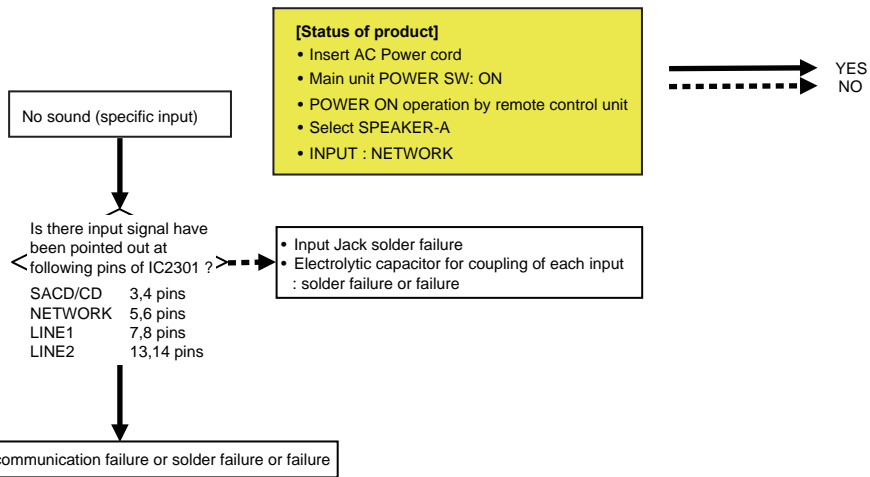 [Status of product]
• Insert AC Power cord
• Main unit POWER SW: ON
• POWER ON operation by remote control unit
• Select SPEAKER-A
• INPUT : NETWORK
YES
NO
No sound (specific input)
Is there input signal have
been pointed out at
following pins of IC2301 ?
SACD/CD 3,4 pins
NETWORK 5,6 pins
LINE1 7,8 pins
LINE2 13,14 pins
• Input Jack solder failure
• Electrolytic capacitor for coupling of each input
: solder failure or failure
communication failure or solder failure or failure